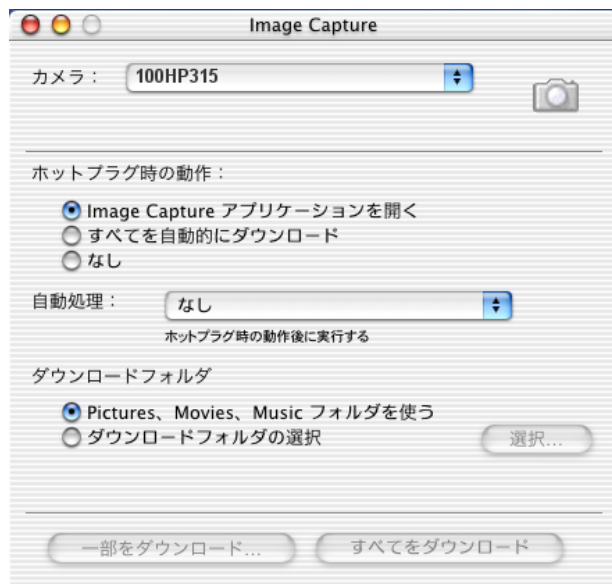 Image Capture
カメラ： 100HP315
ホットプラグ時の動作：
Image Capture アプリケーションを開く
すべてを自動的にダウンロード
なし
自動処理： なし
ホットプラグ時の動作後に実行する
ダウンロードフォルダ
Pictures、Movies、Music フォルダを使う
ダウンロードフォルダの選択 選択...
一部をダウンロード... すべてをダウンロード